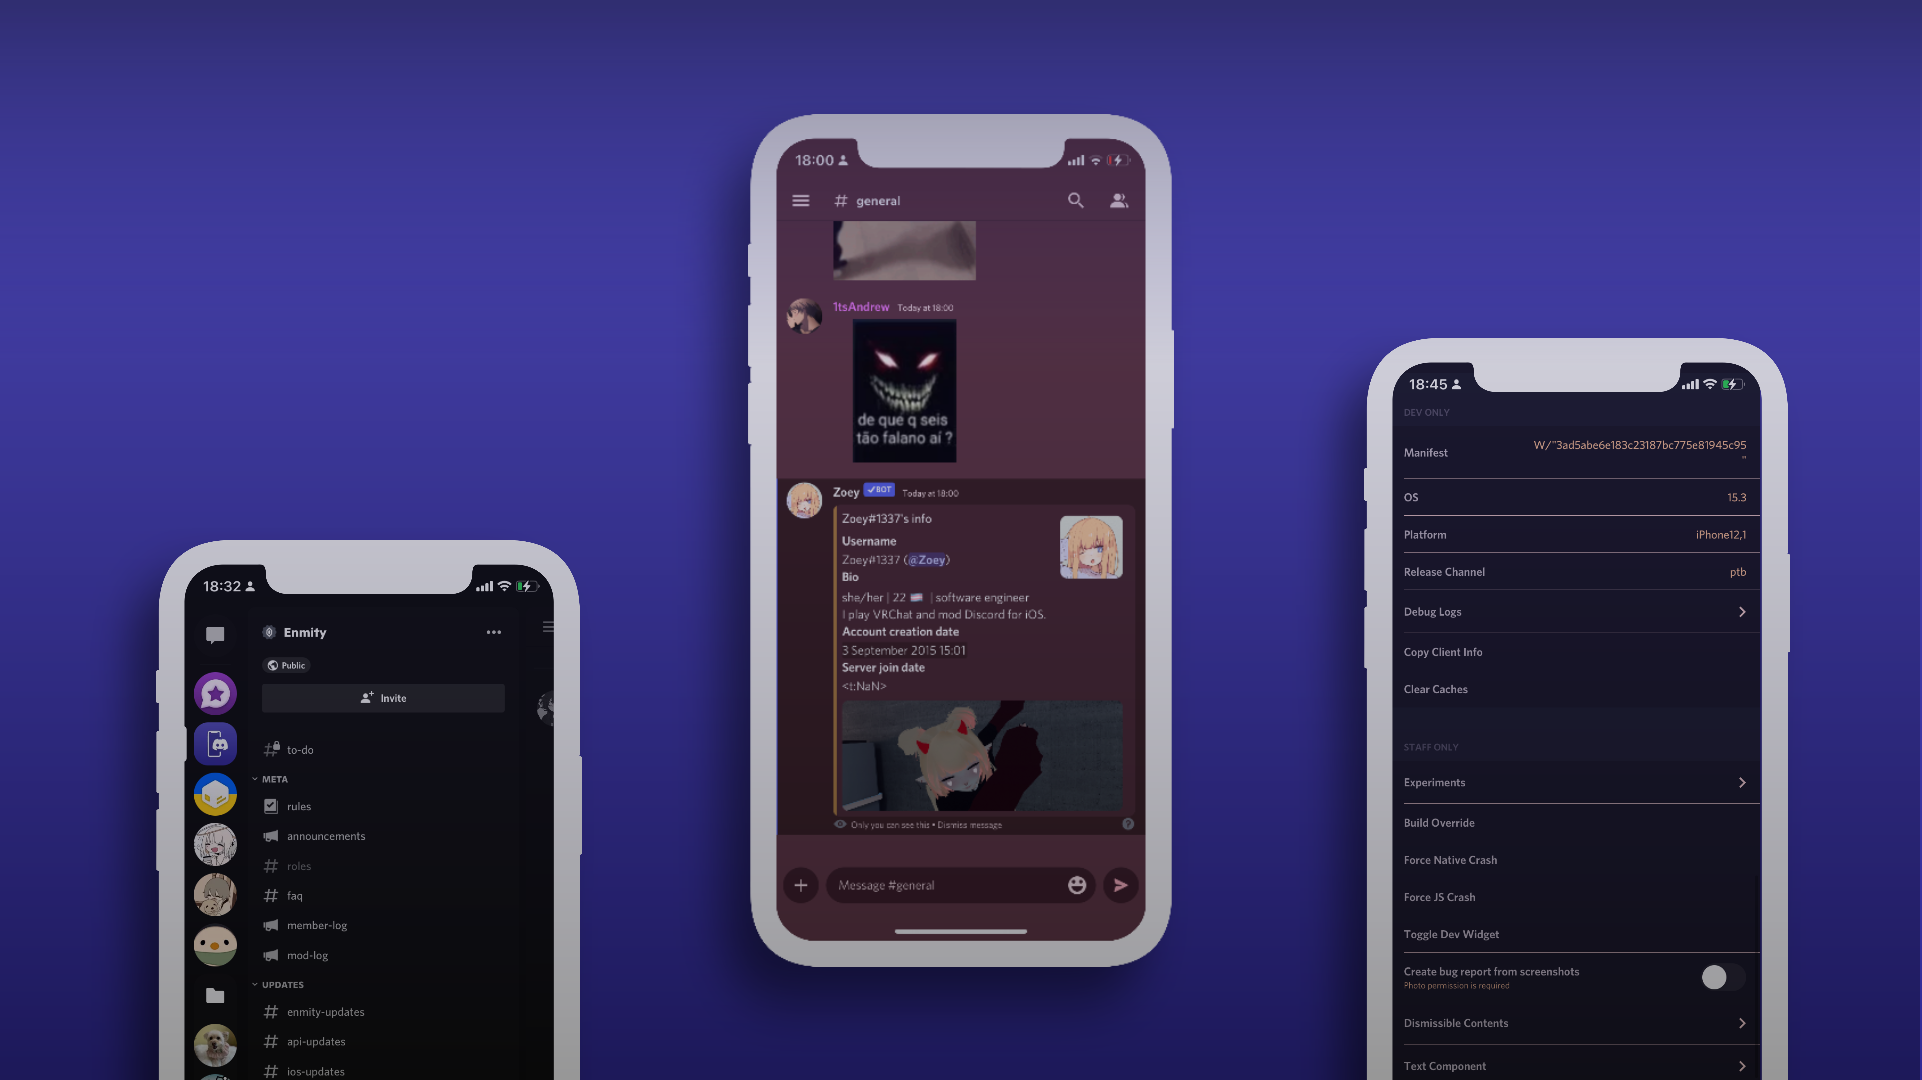 18:32
Enmity
Public
Invite
to-do
META
rules
announcements
roles
faq
member-log
mod-log
UPDATES
enmity-updates
api-updates
ios-updates
18:00
general
1tsAndrew Today at 18:00
de que q seis
tão falano aí ?
Zoey ✓BOT Today at 18:00
Zoey#1337's info
Username
Zoey#1337 (@Zoey)
Bio
she/her | 22 | software engineer
I play VRChat and mod Discord for iOS.
Account creation date
3 September 2015 15:01
Server join date
<t:NaN>
Only you can see this • Dismiss message
Message #general
18:45
DEV ONLY
Manifest W/"3ad5abe6e183c23187bc775e81945c95
"
OS 15.3
Platform iPhone12,1
Release Channel ptb
Debug Logs
Copy Client Info
Clear Caches
STAFF ONLY
Experiments
Build Override
Force Native Crash
Force JS Crash
Toggle Dev Widget
Create bug report from screenshots
Photo permission is required
Dismissible Contents
Text Component